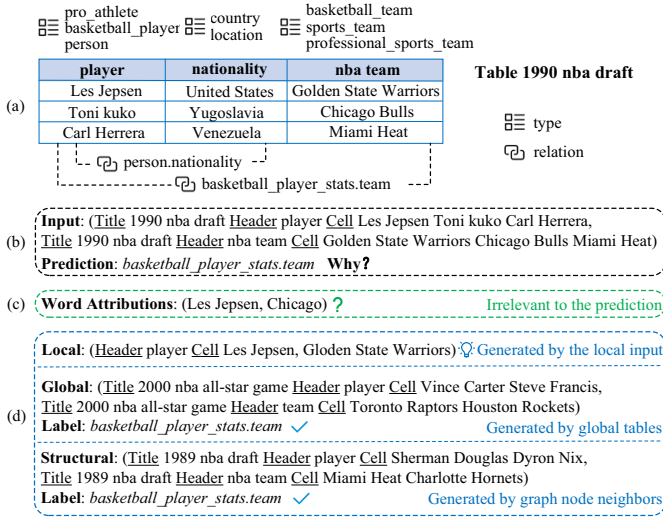 pro_athlete
basketball_player
person
country
location
basketball_team
sports_team
professional_sports_team
player nationality nba team
Les Jepsen United States Golden State Warriors
Toni kuko Yugoslavia Chicago Bulls
Carl Herrera Venezuela Miami Heat
Table 1990 nba draft
type
relation
(a)
person.nationality
basketball_player_stats.team
(b)
Input: (Title 1990 nba draft Header player Cell Les Jepsen Toni kuko Carl Herrera,
Title 1990 nba draft Header nba team Cell Golden State Warriors Chicago Bulls Miami Heat)
Prediction: basketball_player_stats.team Why?
(c) Word Attributions: (Les Jepsen, Chicago) ? Irrelevant to the prediction
Local: (Header player Cell Les Jepsen, Gloden State Warriors) Generated by the local input
(d)
Global: (Title 2000 nba all-star game Header player Cell Vince Carter Steve Francis,
Title 2000 nba all-star game Header team Cell Toronto Raptors Houston Rockets)
Label: basketball_player_stats.team Generated by global tables
Structural: (Title 1989 nba draft Header player Cell Sherman Douglas Dyron Nix,
Title 1989 nba draft Header nba team Cell Miami Heat Charlotte Hornets)
Label: basketball_player_stats.team Generated by graph node neighbors